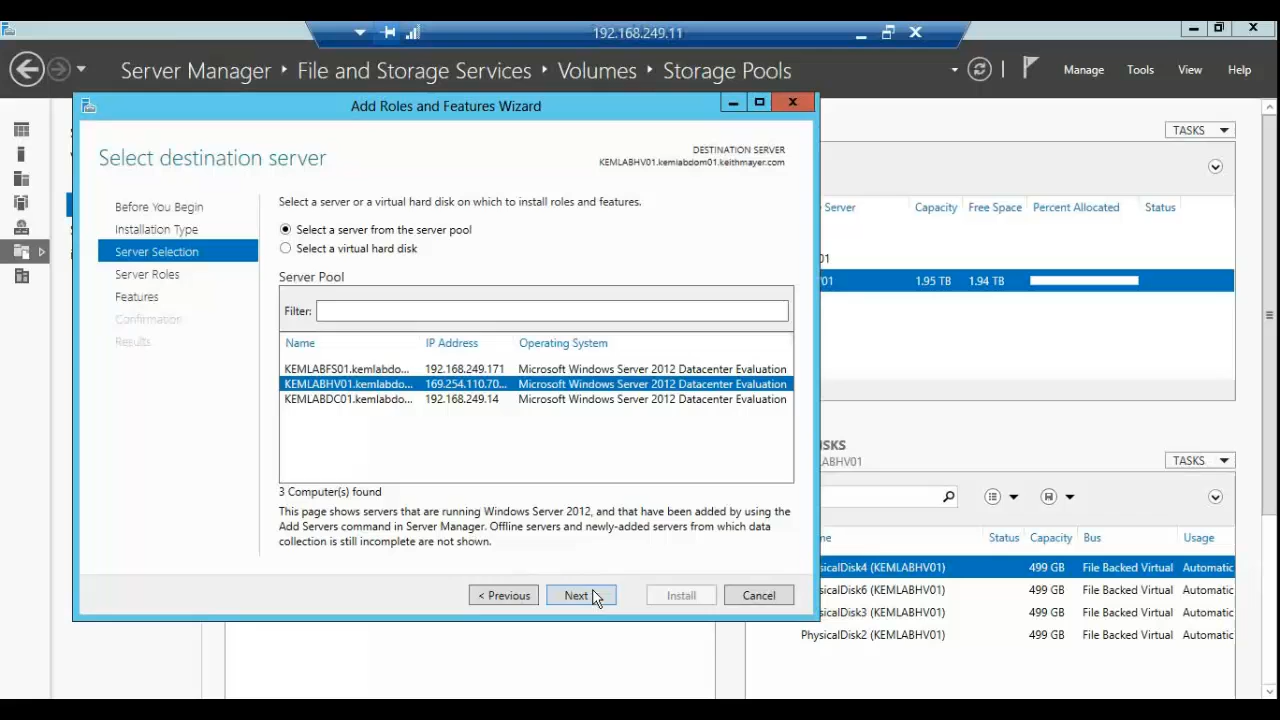 192.168.249.11
Server Manager ‣ File and Storage Services ‣ Volumes ‣ Storage Pools
Manage Tools View Help
Add Roles and Features Wizard
Select destination server
DESTINATION SERVER
KEMLABHV01.kemlabdom01.keithmayer.com
Before You Begin
Installation Type
Server Selection
Server Roles
Features
Confirmation
Results
Select a server or a virtual hard disk on which to install roles and features.
Select a server from the server pool
Select a virtual hard disk
Server Pool
Filter:
Name IP Address Operating System
KEMLABFS01.kemlabdo... 192.168.249.171 Microsoft Windows Server 2012 Datacenter Evaluation
KEMLABHV01.kemlabdo... 169.254.110.70... Microsoft Windows Server 2012 Datacenter Evaluation
KEMLABDC01.kemlabdo... 192.168.249.14 Microsoft Windows Server 2012 Datacenter Evaluation
3 Computer(s) found
This page shows servers that are running Windows Server 2012, and that have been added by using the
Add Servers command in Server Manager. Offline servers and newly-added servers from which data
collection is still incomplete are not shown.
< Previous Next Install Cancel
TASKS
Server Capacity Free Space Percent Allocated Status
01
01 1.95 TB 1.94 TB
SKS
ABHV01
TASKS
me Status Capacity Bus Usage
sicalDisk4 (KEMLABHV01) 499 GB File Backed Virtual Automatic
sicalDisk6 (KEMLABHV01) 499 GB File Backed Virtual Automatic
sicalDisk3 (KEMLABHV01) 499 GB File Backed Virtual Automatic
PhysicalDisk2 (KEMLABHV01) 499 GB File Backed Virtual Automatic